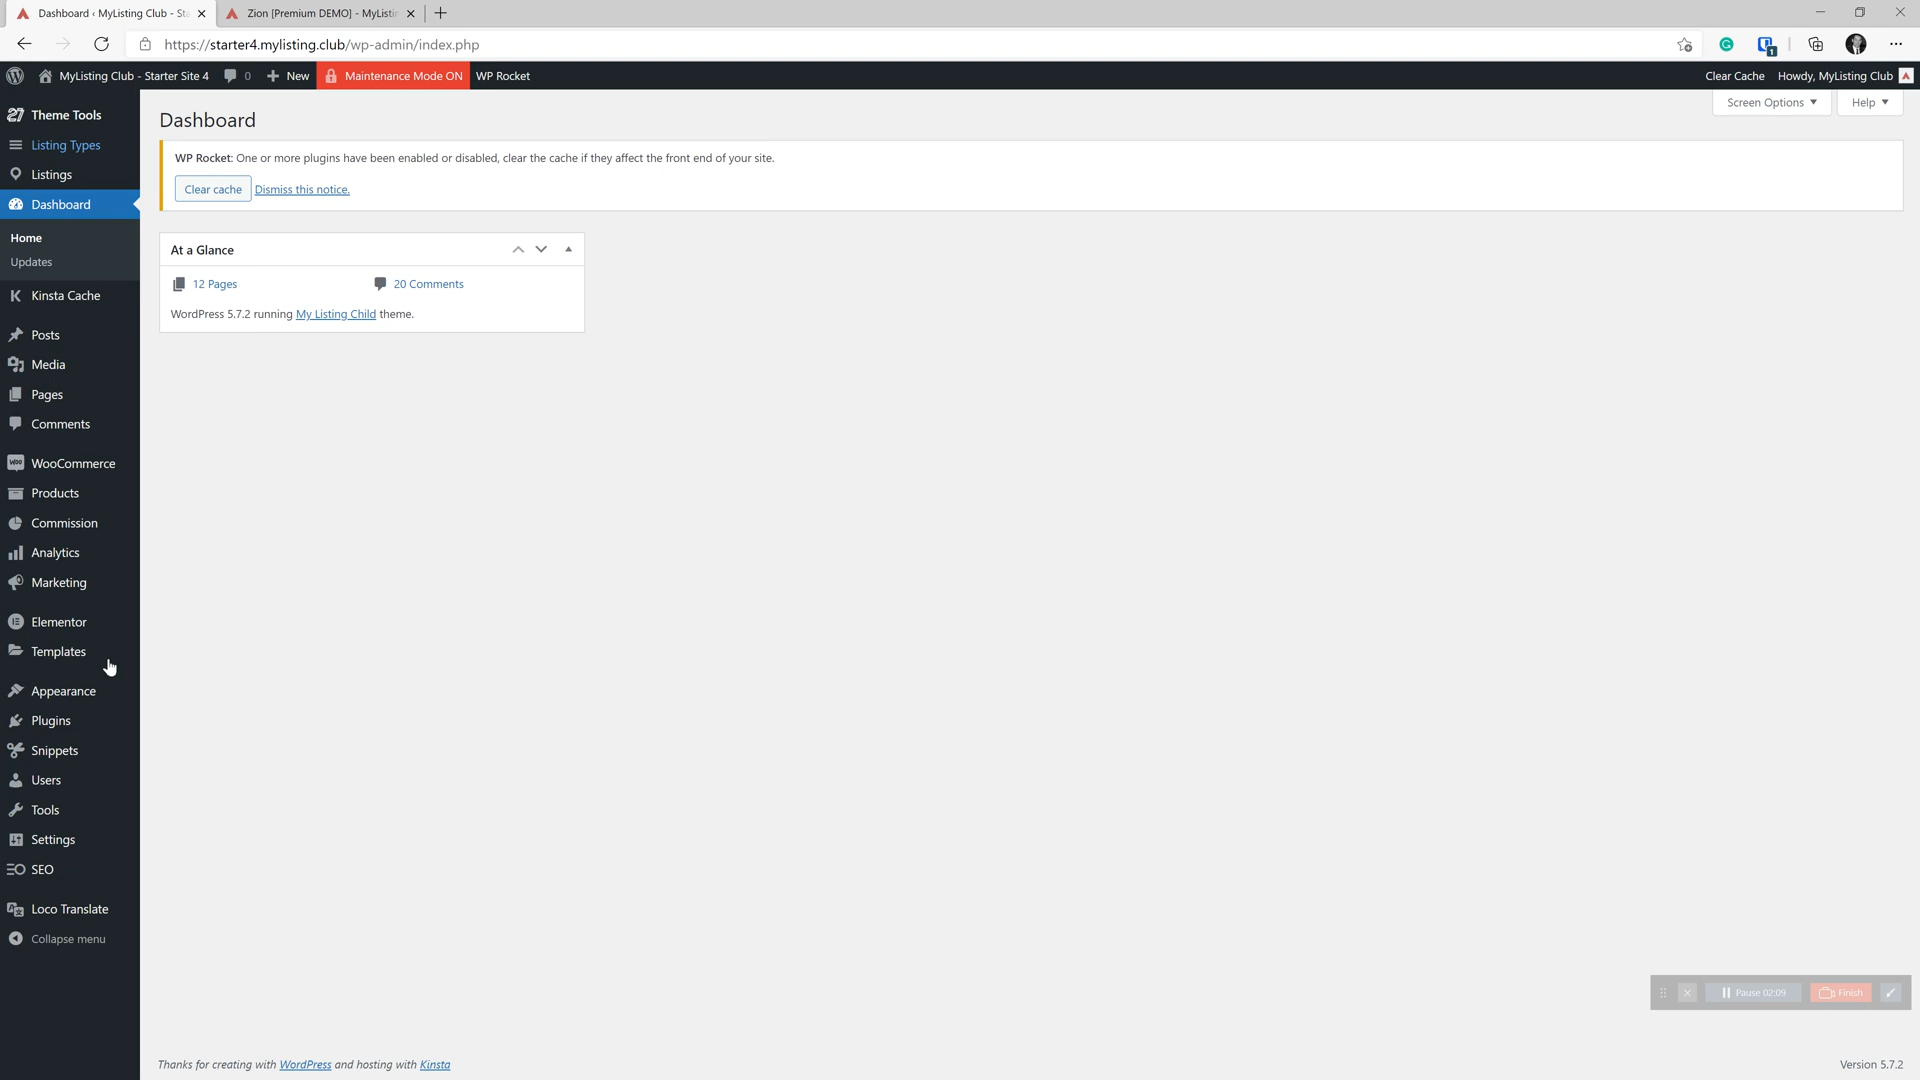 Dashboard ‹ MyListing Club - Sta
Zion [Premium DEMO] - MyListin
https://starter4.mylisting.club/wp-admin/index.php
MyListing Club - Starter Site 4
0
New
Maintenance Mode ON
WP Rocket
Clear Cache
Howdy, MyListing Club
27 Theme Tools
Listing Types
Listings
Dashboard
Home
Updates
Kinsta Cache
Posts
Media
Pages
Comments
WooCommerce
Products
Commission
Analytics
Marketing
Elementor
Templates
Appearance
Plugins
Snippets
Users
Tools
Settings
SEO
Loco Translate
Collapse menu
Dashboard
Screen Options
Help
WP Rocket: One or more plugins have been enabled or disabled, clear the cache if they affect the front end of your site.
Clear cache
Dismiss this notice.
At a Glance
12 Pages
20 Comments
WordPress 5.7.2 running My Listing Child theme.
Pause 02:09
Finish
Thanks for creating with WordPress and hosting with Kinsta
Version 5.7.2